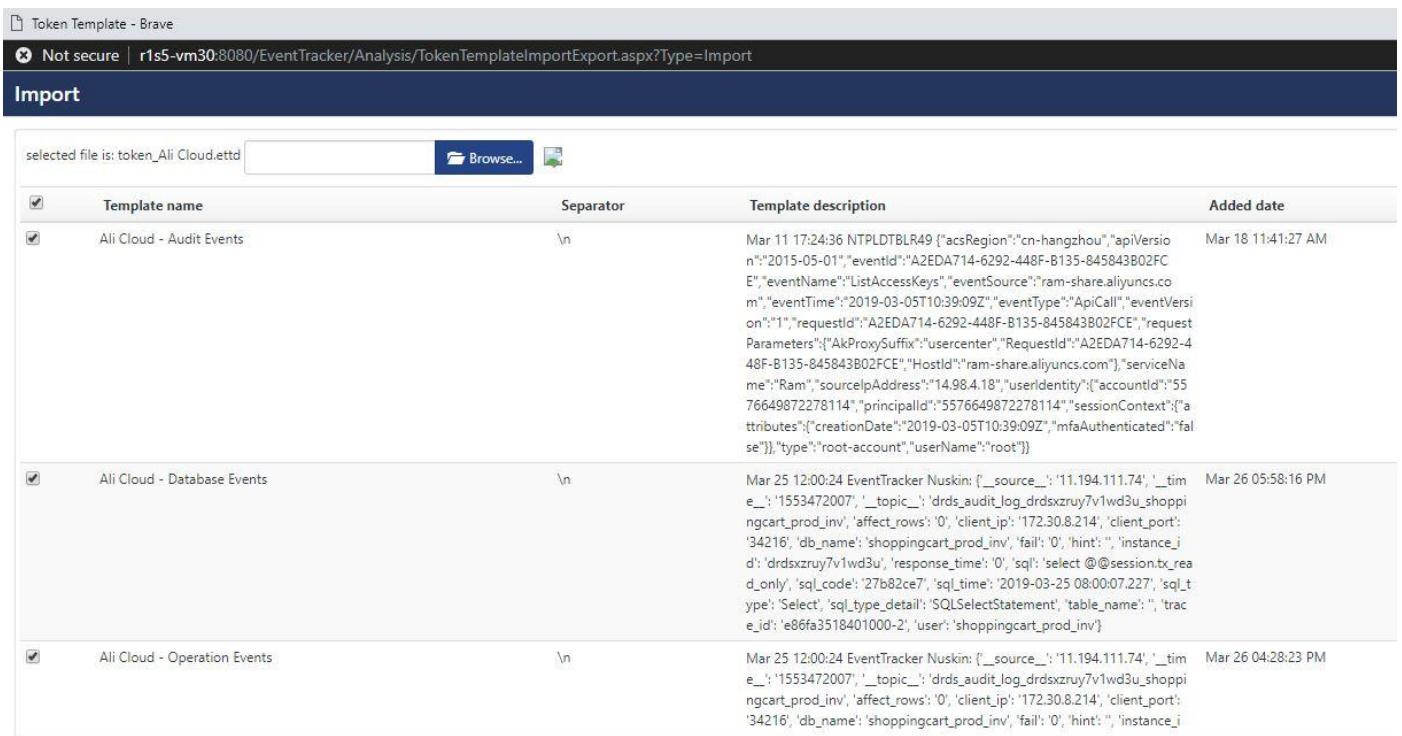 Token Template - Brave
Not secure | r1s5-vm30:8080/EventTracker/Analysis/TokenTemplateImportExport.aspx?Type=Import
Import
selected file is: token_Ali Cloud.ettd Browse...
Template name Separator Template description Added date
Ali Cloud - Audit Events \n Mar 11 17:24:36 NTPLDTBLR49 {"acsRegion":"cn-hangzhou","apiVersio Mar 18 11:41:27 AM
n":"2015-05-01","eventId":"A2EDA714-6292-448F-B135-845843B02FC
E","eventName":"ListAccessKeys","eventSource":"ram-share.aliyuncs.co
m","eventTime":"2019-03-05T10:39:09Z","eventType":"ApiCall","eventVersi
on":"1","requestId":"A2EDA714-6292-448F-B135-845843B02FCE","request
Parameters":{"AkProxySuffix":"usercenter","RequestId":"A2EDA714-6292-4
48F-B135-845843B02FCE","HostId":"ram-share.aliyuncs.com"},"serviceNa
me":"Ram","sourceIpAddress":"14.98.4.18","userIdentity":{"accountId":"55
76649872278114","principalId":"5576649872278114","sessionContext":{"a
ttributes":{"creationDate":"2019-03-05T10:39:09Z","mfaAuthenticated":"fal
se"}},"type":"root-account","userName":"root"}}
Ali Cloud - Database Events \n Mar 25 12:00:24 EventTracker Nuskin: {'__source__': '11.194.111.74', '__tim Mar 26 05:58:16 PM
e__': '1553472007', '__topic__': 'drds_audit_log_drdsxzruy7v1wd3u_shoppi
ngcart_prod_inv', 'affect_rows': '0', 'client_ip': '172.30.8.214', 'client_port':
'34216', 'db_name': 'shoppingcart_prod_inv', 'fail': '0', 'hint': '', 'instance_i
d': 'drdsxzruy7v1wd3u', 'response_time': '0', 'sql': 'select @@session.tx_rea
d_only', 'sql_code': '27b82ce7', 'sql_time': '2019-03-25 08:00:07.227', 'sql_t
ype': 'Select', 'sql_type_detail': 'SQLSelectStatement', 'table_name': '', 'trac
e_id': 'e86fa3518401000-2', 'user': 'shoppingcart_prod_inv'}
Ali Cloud - Operation Events \n Mar 25 12:00:24 EventTracker Nuskin: {'__source__': '11.194.111.74', '__tim Mar 26 04:28:23 PM
e__': '1553472007', '__topic__': 'drds_audit_log_drdsxzruy7v1wd3u_shoppi
ngcart_prod_inv', 'affect_rows': '0', 'client_ip': '172.30.8.214', 'client_port':
'34216', 'db_name': 'shoppingcart_prod_inv', 'fail': '0', 'hint': '', 'instance_i